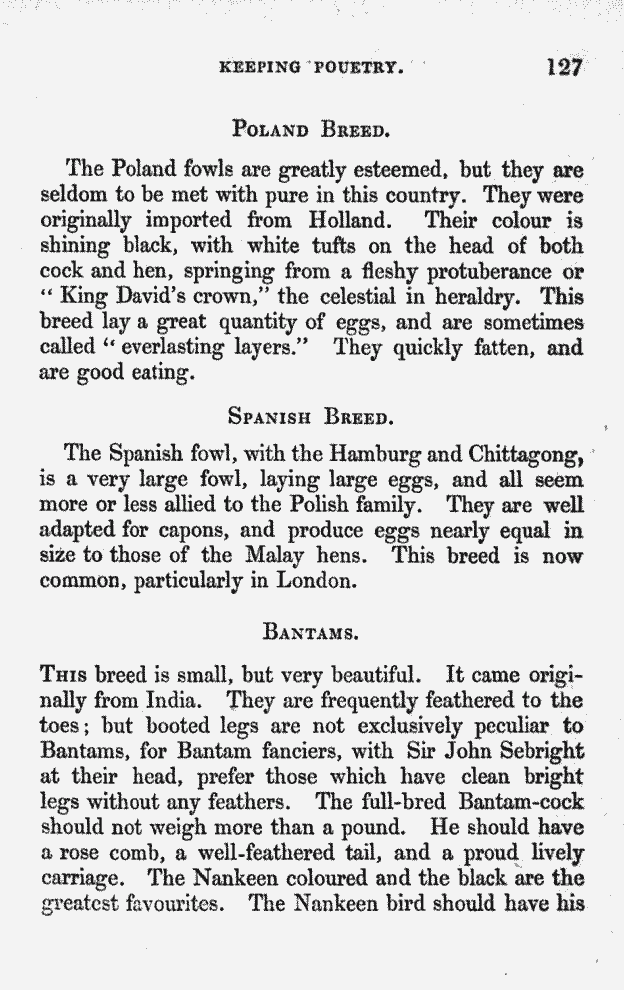 KEEPING POUETRY. 127
POLAND BREED.
The Poland fowls are greatly esteemed, but they are
seldom to be met with pure in this country. They were
originally imported from Holland. Their colour is
shining black, with white tufts on the head of both
cock and hen, springing from a fleshy protuberance or
“ King David’s crown,” the celestial in heraldry. This
breed lay a great quantity of eggs, and are sometimes
called “ everlasting layers.” They quickly fatten, and
are good eating.
SPANISH BREED.
The Spanish fowl, with the Hamburg and Chittagong,
is a very large fowl, laying large eggs, and all seem
more or less allied to the Polish family. They are well
adapted for capons, and produce eggs nearly equal in
size to those of the Malay hens. This breed is now
common, particularly in London.
BANTAMS.
THIS breed is small, but very beautiful. It came origi-
nally from India. They are frequently feathered to the
toes; but booted legs are not exclusively peculiar to
Bantams, for Bantam fanciers, with Sir John Sebright
at their head, prefer those which have clean bright
legs without any feathers. The full-bred Bantam-cock
should not weigh more than a pound. He should have
a rose comb, a well-feathered tail, and a proud lively
carriage. The Nankeen coloured and the black are the
greatest favourites. The Nankeen bird should have his